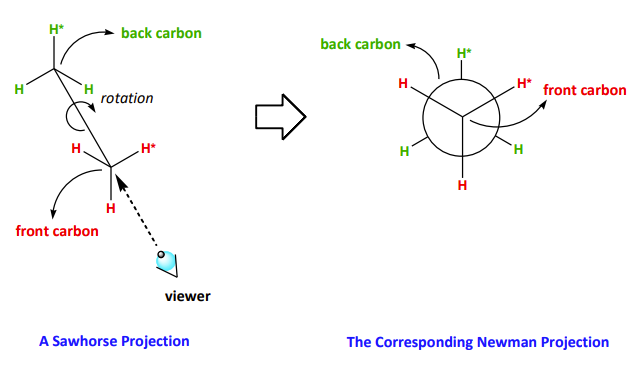 H*
back carbon
H
H
rotation
H
H*
H
front carbon
viewer
A Sawhorse Projection
back carbon
H*
H
H*
front carbon
H
H
H
The Corresponding Newman Projection